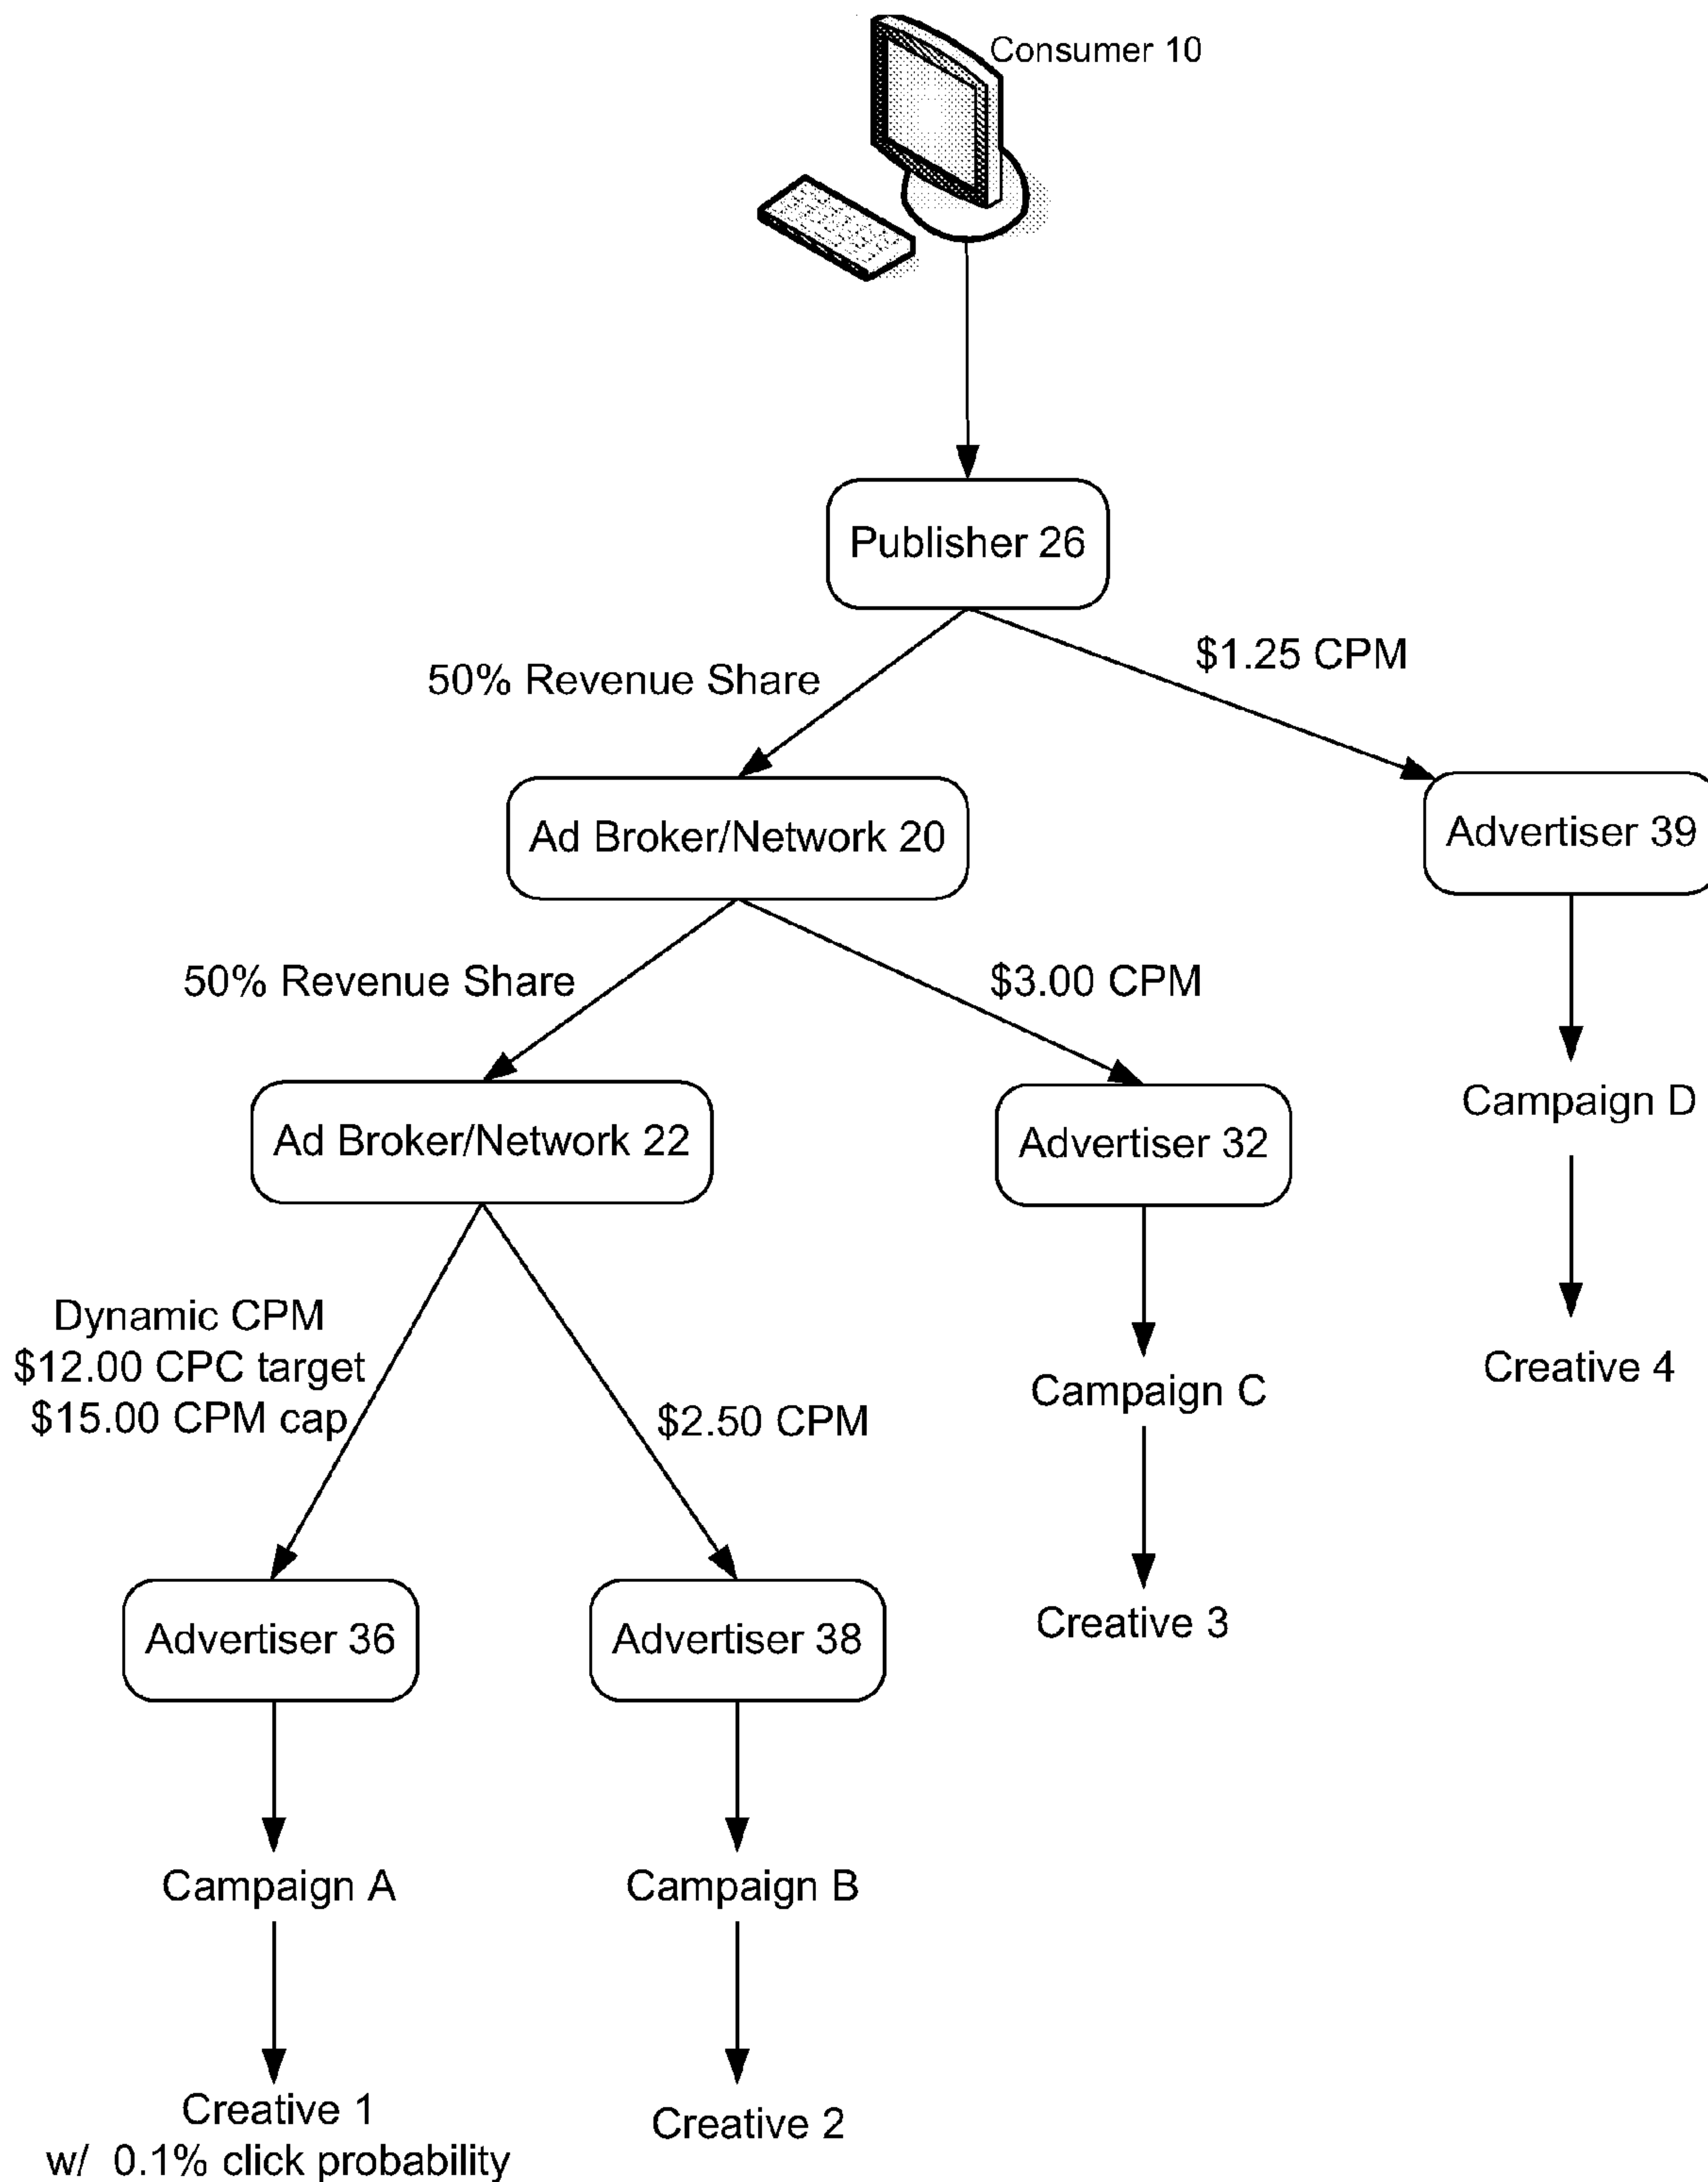 Consumer 10
Publisher 26
50% Revenue Share
$1.25 CPM
Ad Broker/Network 20
Advertiser 39
50% Revenue Share
$3.00 CPM
Ad Broker/Network 22
Advertiser 32
Campaign D
Dynamic CPM
$12.00 CPC target
$15.00 CPM cap
$2.50 CPM
Campaign C
Creative 4
Advertiser 36
Advertiser 38
Creative 3
Campaign A
Campaign B
Creative 1
w/ 0.1% click probability
Creative 2